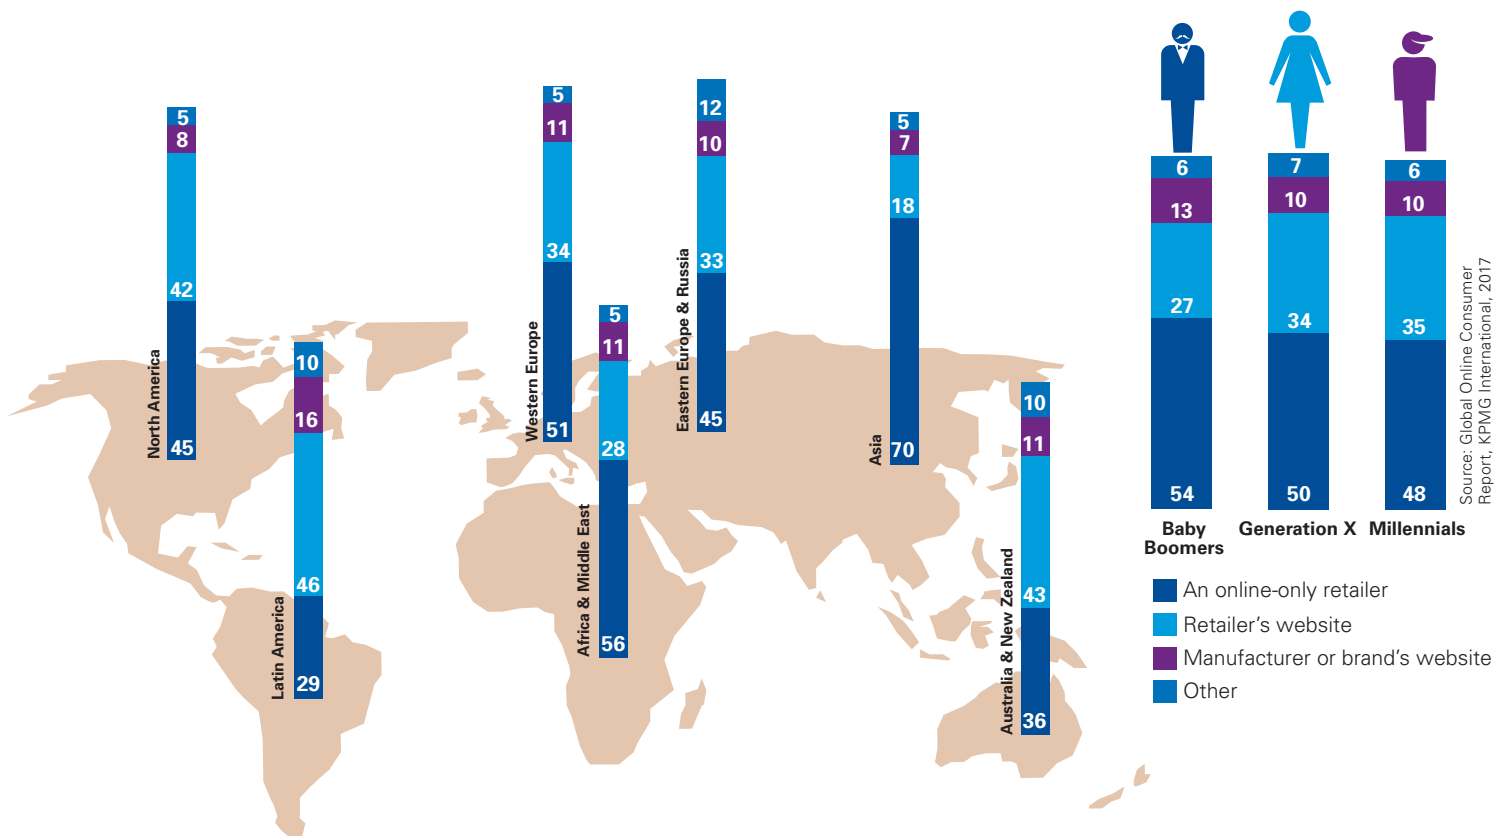 5
8
42
45
North America
10
16
46
29
Latin America
5
11
34
51
Western Europe
5
11
28
56
Africa & Middle East
12
10
33
45
Eastern Europe & Russia
5
7
18
70
Asia
10
11
43
36
Australia & New Zealand
6
13
27
54
Baby
Boomers
7
10
34
50
Generation X
6
10
35
48
Millennials
An online-only retailer
Retailer's website
Manufacturer or brand's website
Other
Source: Global Online Consumer
Report, KPMG International, 2017